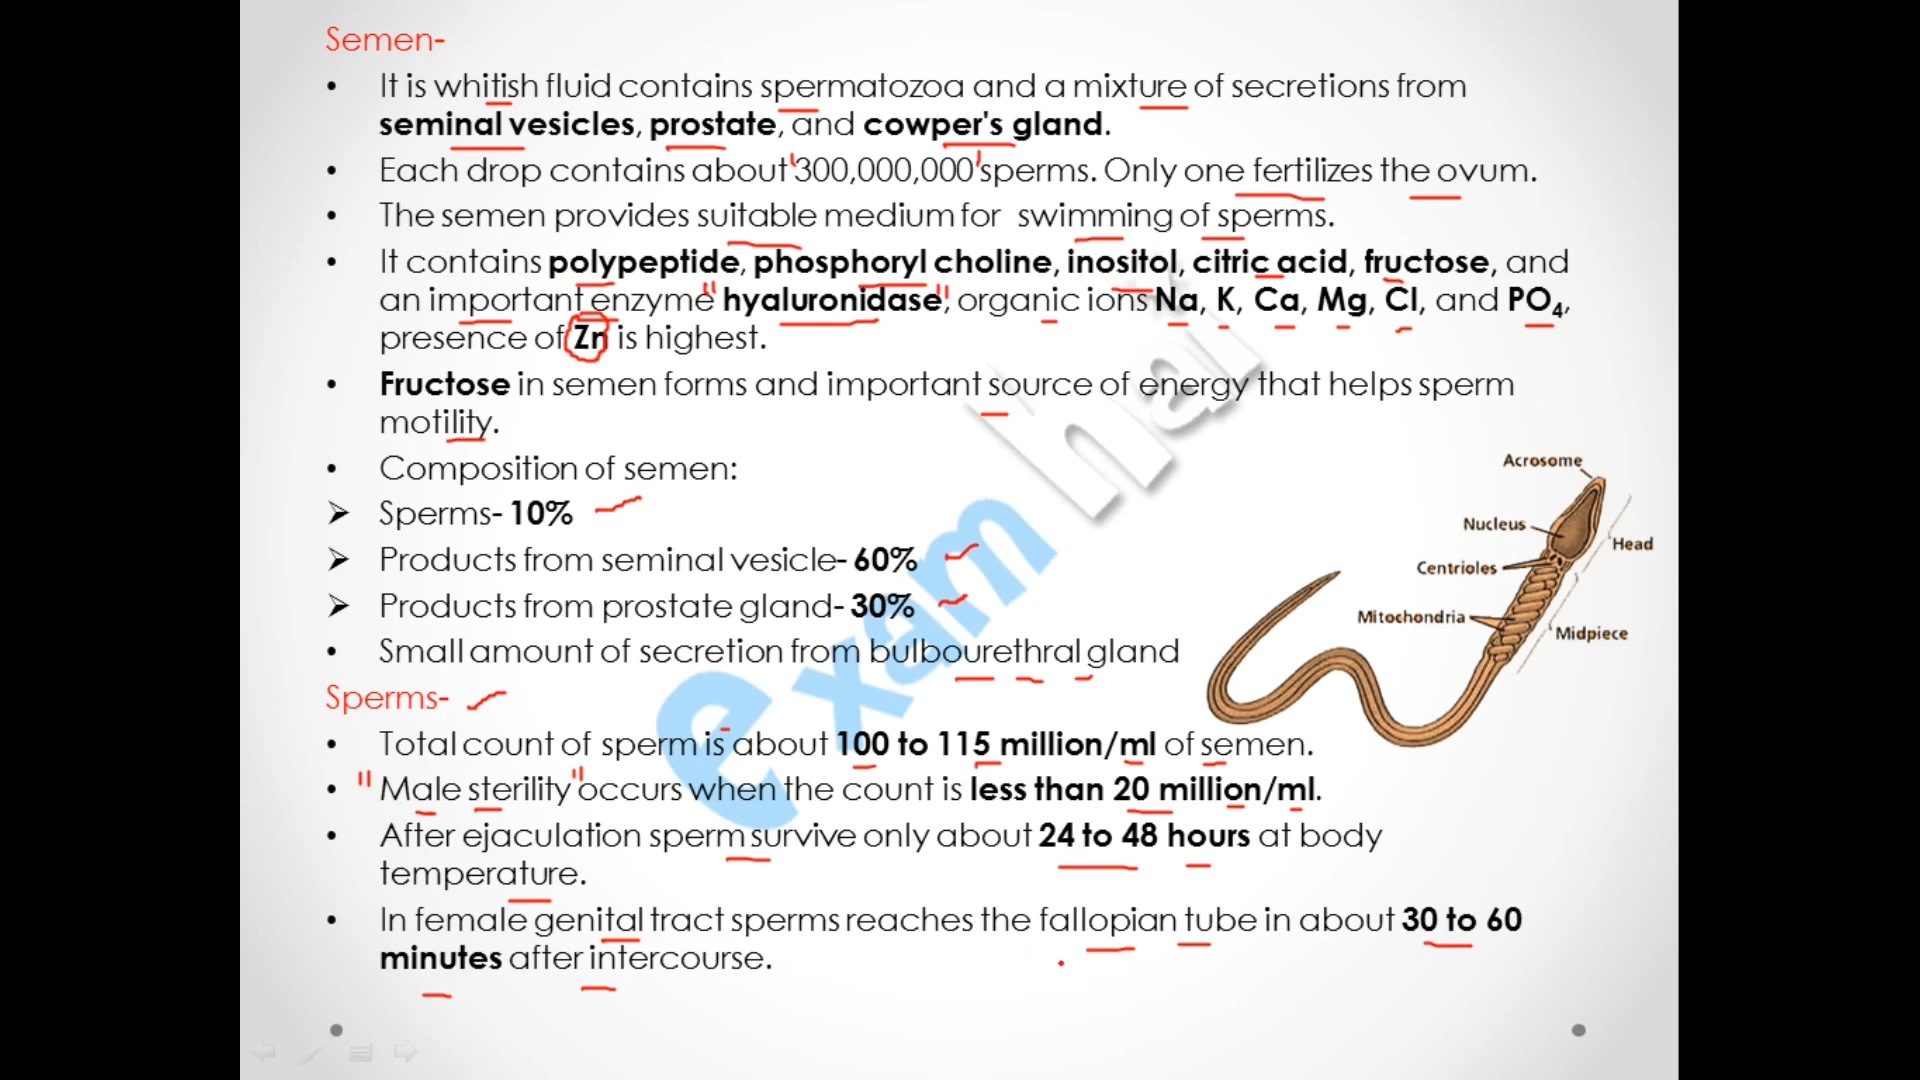 Semen-
• It is whitish fluid contains spermatozoa and a mixture of secretions from
seminal vesicles, prostate, and cowper's gland.
• Each drop contains about '300,000,000' sperms. Only one fertilizes the ovum.
• The semen provides suitable medium for swimming of sperms.
• It contains polypeptide, phosphoryl choline, inositol, citric acid, fructose, and
an important enzyme "hyaluronidase", organic ions Na, K, Ca, Mg, Cl, and PO₄,
presence of Zn is highest.
• Fructose in semen forms and important source of energy that helps sperm
motility.
• Composition of semen:
➢ Sperms- 10%
➢ Products from seminal vesicle- 60%
➢ Products from prostate gland- 30%
• Small amount of secretion from bulbourethral gland
Sperms-
• Total count of sperm is about 100 to 115 million/ml of semen.
• "Male sterility" occurs when the count is less than 20 million/ml.
• After ejaculation sperm survive only about 24 to 48 hours at body
temperature.
• In female genital tract sperms reaches the fallopian tube in about 30 to 60
minutes after intercourse.
Acrosome
Nucleus
Head
Centrioles
Mitochondria
Midpiece
exam hai